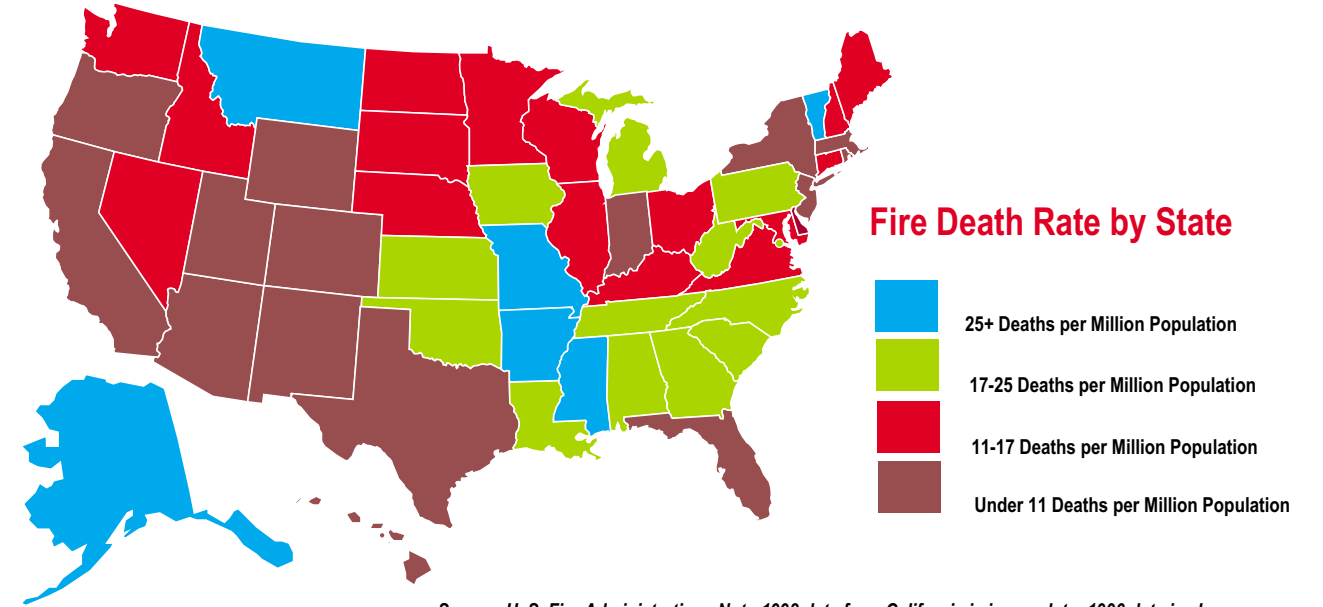 Fire Death Rate by State
25+ Deaths per Million Population
17-25 Deaths per Million Population
11-17 Deaths per Million Population
Under 11 Deaths per Million Population